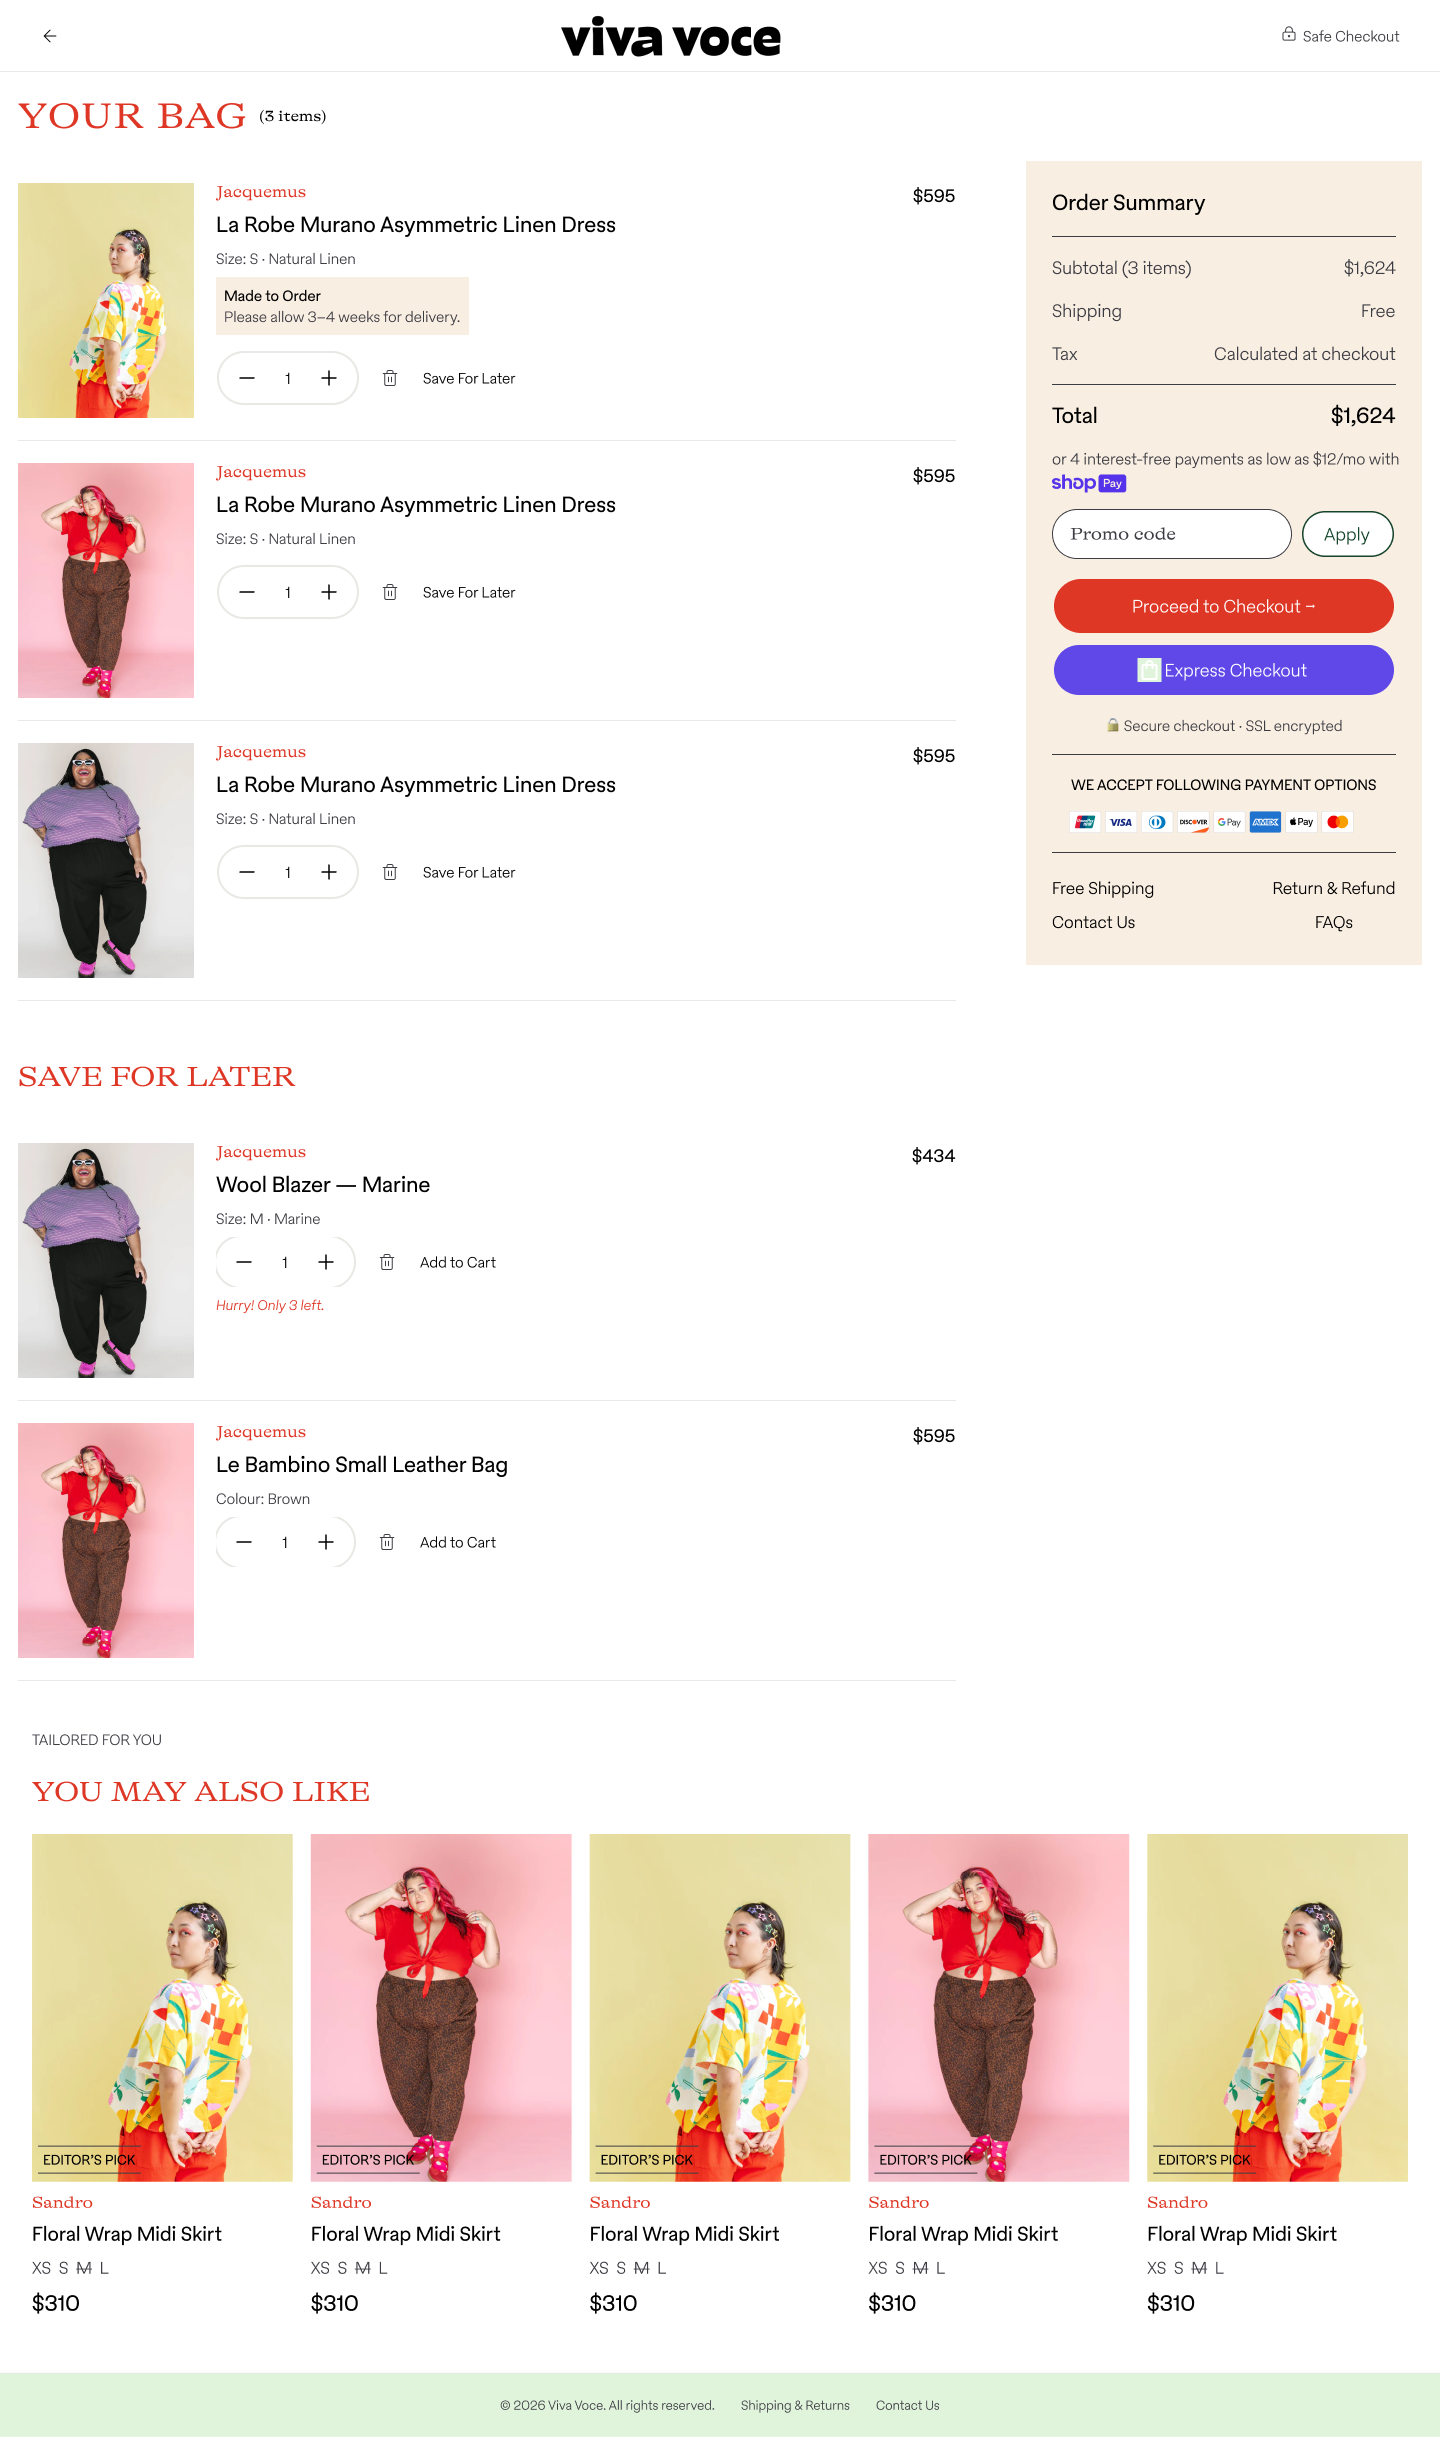 viva voce
Safe Checkout
YOUR BAG (3 items)
Jacquemus
$595
La Robe Murano Asymmetric Linen Dress
Size: S · Natural Linen
Made to Order
Please allow 3–4 weeks for delivery.
1
Save For Later
Jacquemus
$595
La Robe Murano Asymmetric Linen Dress
Size: S · Natural Linen
1
Save For Later
Jacquemus
$595
La Robe Murano Asymmetric Linen Dress
Size: S · Natural Linen
1
Save For Later
Order Summary
Subtotal (3 items) $1,624
Shipping Free
Tax Calculated at checkout
Total $1,624
or 4 interest-free payments as low as $12/mo with
shop Pay
Promo code
Apply
Proceed to Checkout →
Express Checkout
Secure checkout · SSL encrypted
WE ACCEPT FOLLOWING PAYMENT OPTIONS
VISA DISCOVER G Pay AMEX Pay
Free Shipping Return & Refund
Contact Us FAQs
SAVE FOR LATER
Jacquemus
$434
Wool Blazer — Marine
Size: M · Marine
1
Add to Cart
Hurry! Only 3 left.
Jacquemus
$595
Le Bambino Small Leather Bag
Colour: Brown
1
Add to Cart
TAILORED FOR YOU
YOU MAY ALSO LIKE
EDITOR'S PICK
Sandro
Floral Wrap Midi Skirt
XS S M L
$310
EDITOR'S PICK
Sandro
Floral Wrap Midi Skirt
XS S M L
$310
EDITOR'S PICK
Sandro
Floral Wrap Midi Skirt
XS S M L
$310
EDITOR'S PICK
Sandro
Floral Wrap Midi Skirt
XS S M L
$310
EDITOR'S PICK
Sandro
Floral Wrap Midi Skirt
XS S M L
$310
© 2026 Viva Voce. All rights reserved. Shipping & Returns Contact Us